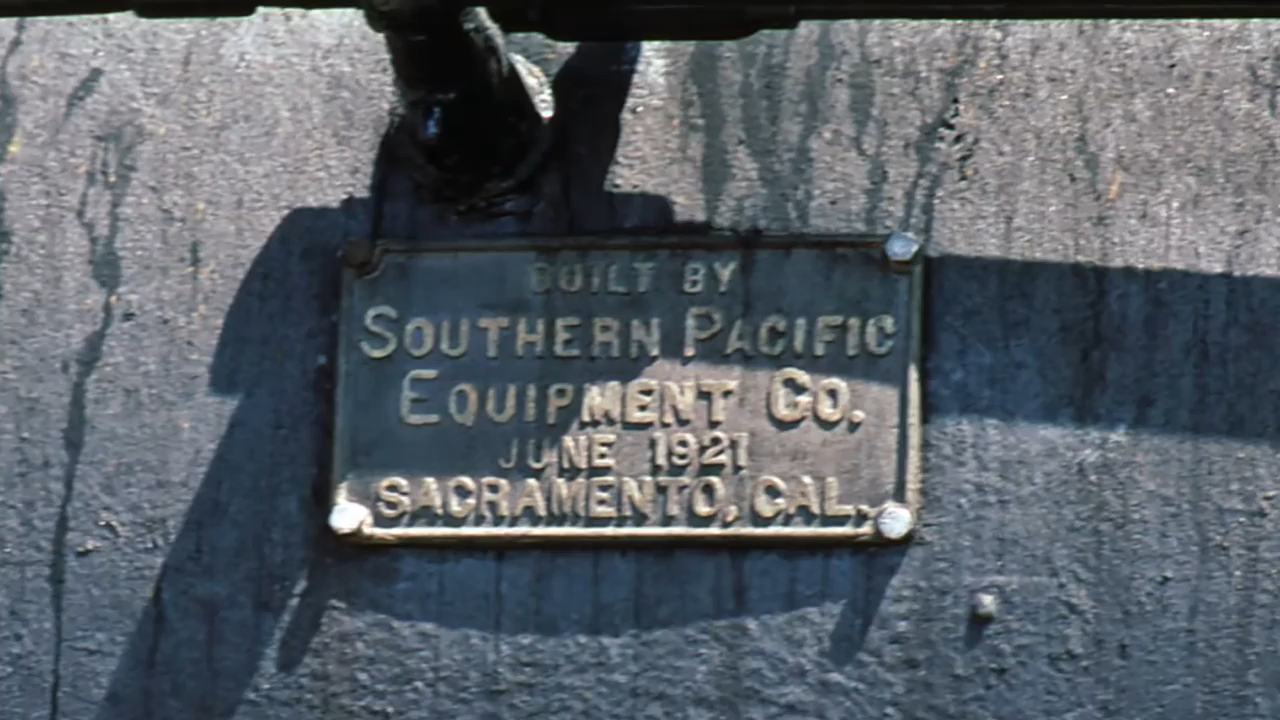 BUILT BY
SOUTHERN PACIFIC
EQUIPMENT CO.
JUNE 1921
SACRAMENTO, CAL.